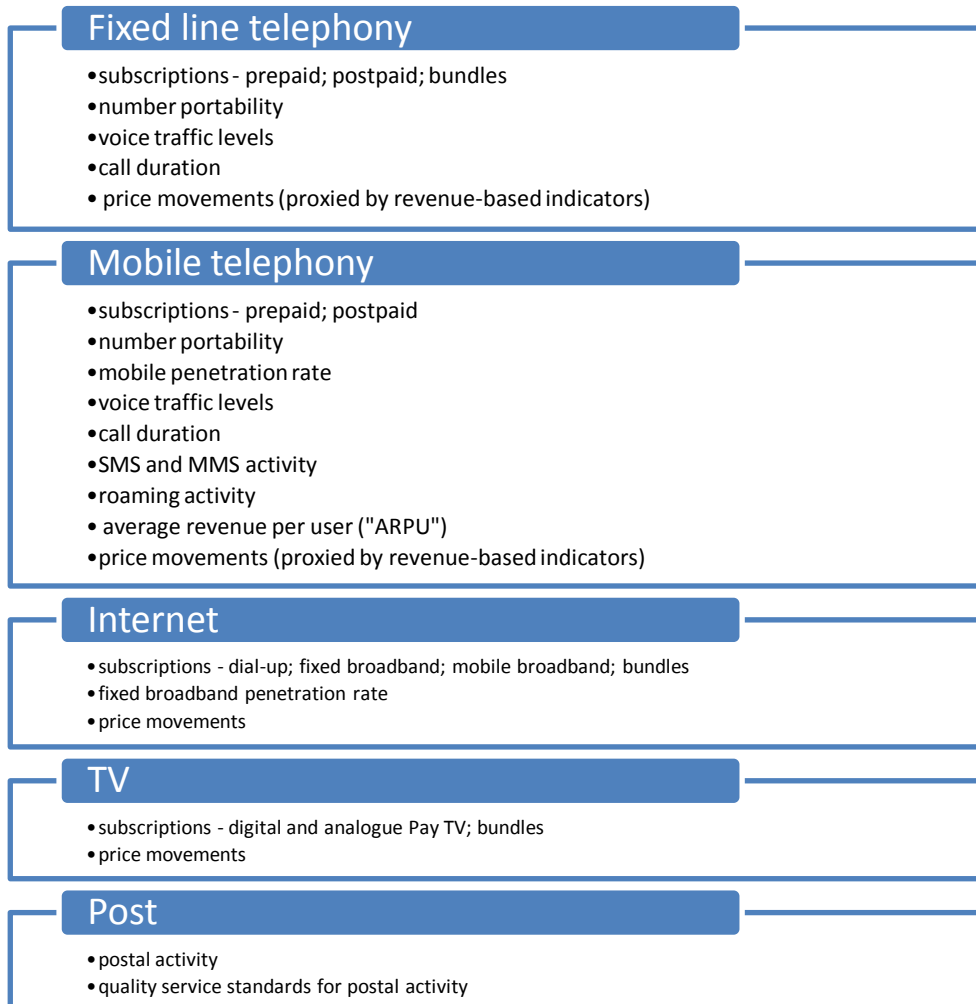 Fixed line telephony
•subscriptions - prepaid; postpaid; bundles
•number portability
•voice traffic levels
•call duration
• price movements (proxied by revenue-based indicators)
Mobile telephony
•subscriptions - prepaid; postpaid
•number portability
•mobile penetration rate
•voice traffic levels
•call duration
•SMS and MMS activity
•roaming activity
• average revenue per user ("ARPU")
•price movements (proxied by revenue-based indicators)
Internet
•subscriptions - dial-up; fixed broadband; mobile broadband; bundles
•fixed broadband penetration rate
•price movements
TV
•subscriptions - digital and analogue Pay TV; bundles
•price movements
Post
•postal activity
•quality service standards for postal activity